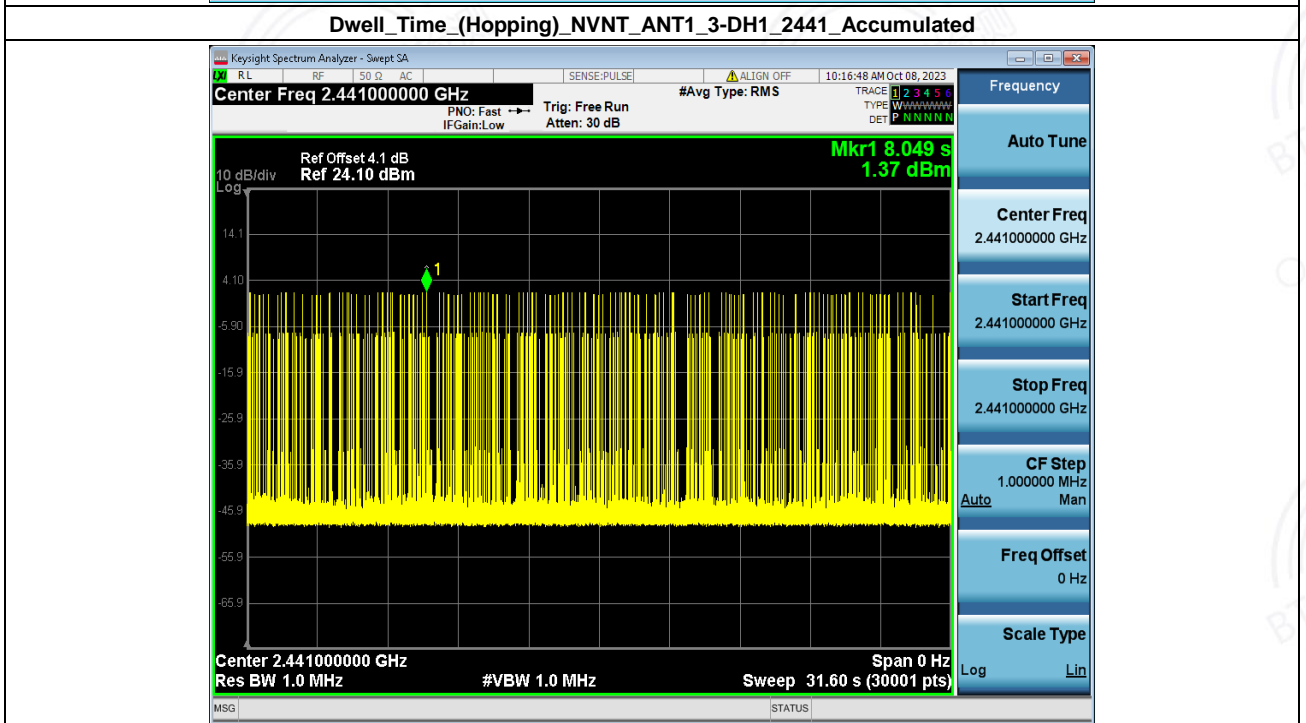 Dwell_Time_(Hopping)_NVNT_ANT1_3-DH1_2441_Accumulated
Keysight Spectrum Analyzer - Swept SA
LXI RL RF 50 Ω AC SENSE:PULSE ALIGN OFF 10:16:48 AM Oct 08, 2023
Center Freq 2.441000000 GHz
PNO: Fast
IFGain:Low
Trig: Free Run
Atten: 30 dB
#Avg Type: RMS
TRACE 1 2 3 4 5 6
TYPE WWWWWW
DET P N N N N N
Ref Offset 4.1 dB
10 dB/div Ref 24.10 dBm
Log
Mkr1 8.049 s
1.37 dBm
14.1
1
4.10
-5.90
-15.9
-25.9
-35.9
-45.9
-55.9
-65.9
Center 2.441000000 GHz Span 0 Hz
Res BW 1.0 MHz #VBW 1.0 MHz Sweep 31.60 s (30001 pts)
MSG STATUS
Frequency
Auto Tune
Center Freq
2.441000000 GHz
Start Freq
2.441000000 GHz
Stop Freq
2.441000000 GHz
CF Step
1.000000 MHz
Auto Man
Freq Offset
0 Hz
Scale Type
Log Lin